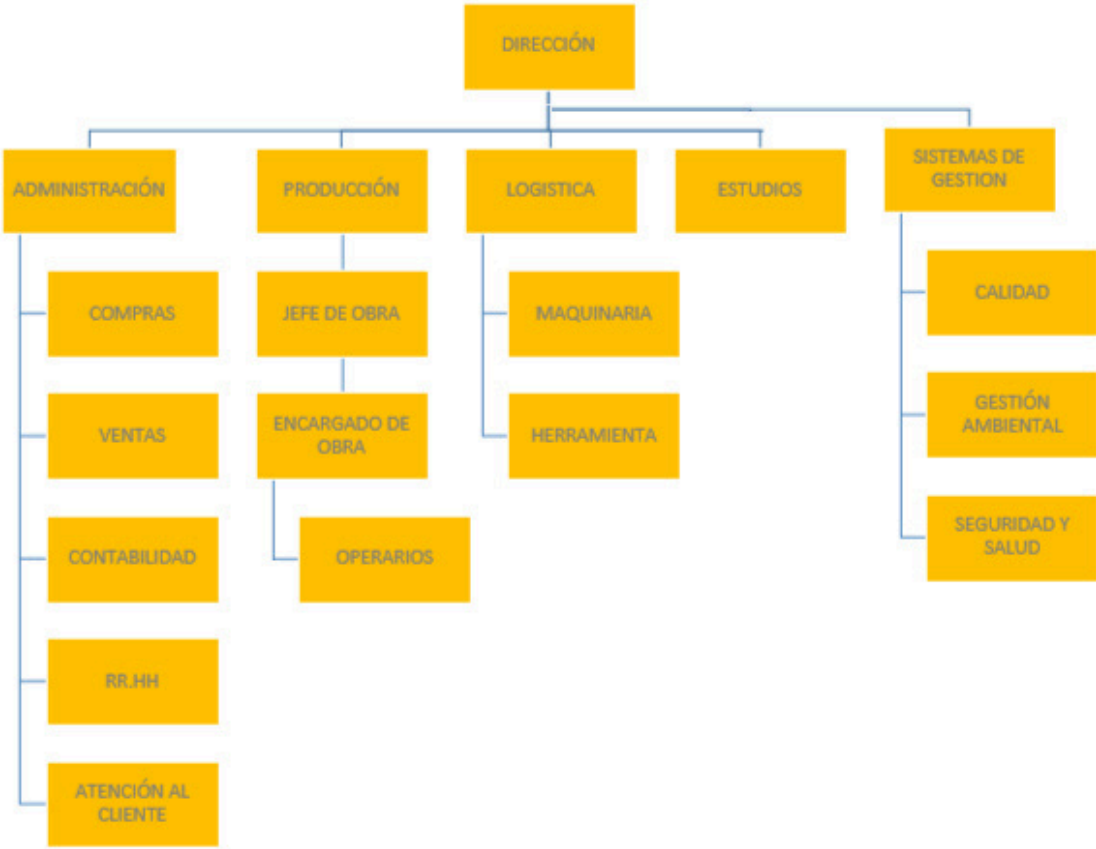 DIRECCIÓN
ADMINISTRACIÓN
PRODUCCIÓN
LOGISTICA
ESTUDIOS
SISTEMAS DE
GESTION
COMPRAS
VENTAS
CONTABILIDAD
RR.HH
ATENCIÓN AL
CLIENTE
JEFE DE OBRA
ENCARGADO DE
OBRA
OPERARIOS
MAQUINARIA
HERRAMIENTA
CALIDAD
GESTIÓN
AMBIENTAL
SEGURIDAD Y
SALUD